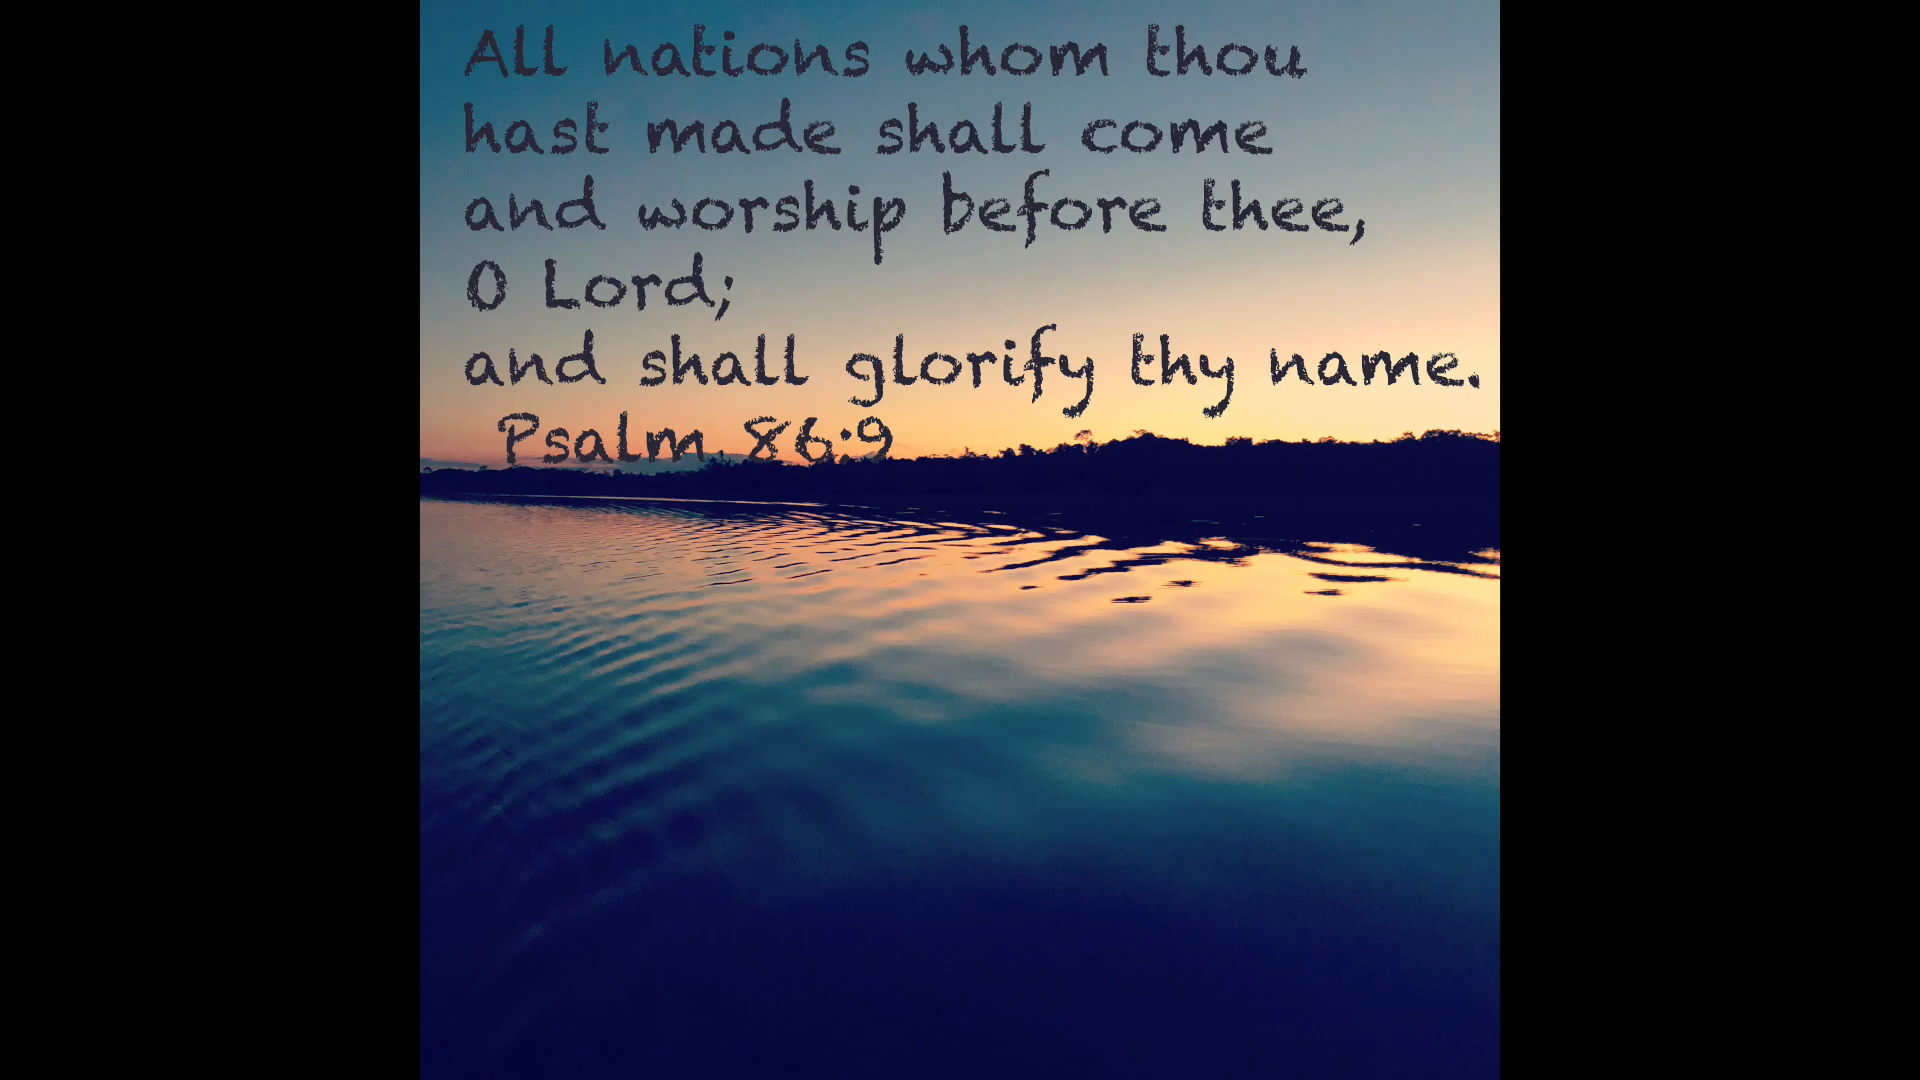 All nations whom thou
hast made shall come
and worship before thee,
O Lord;
and shall glorify thy name.
Psalm 86:9